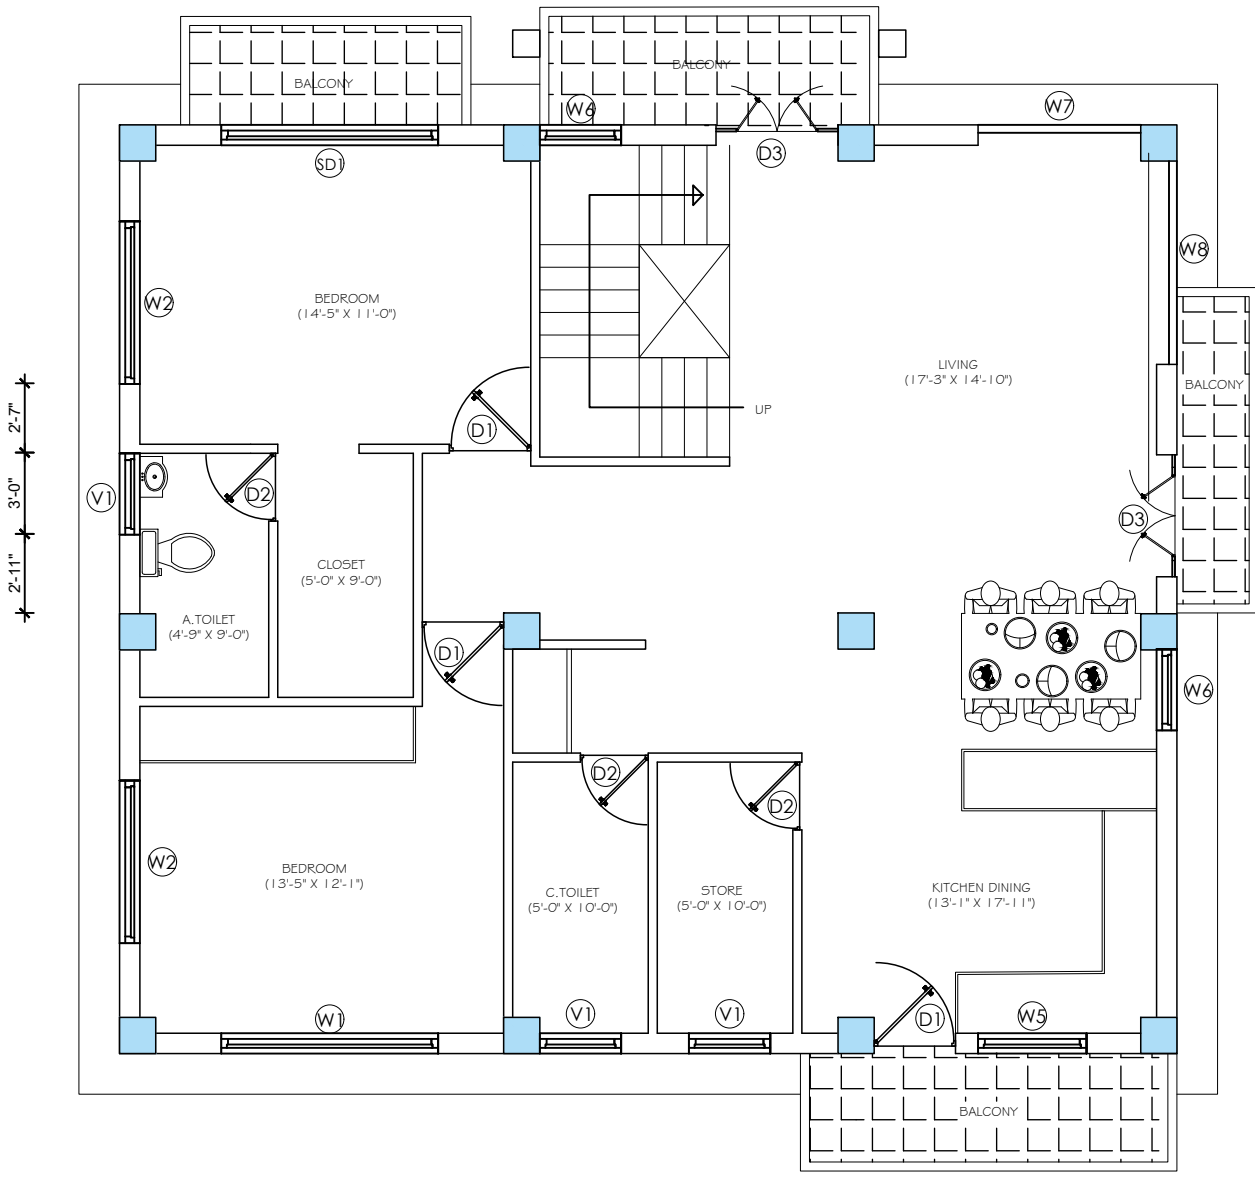 BALCONY
BALCONY
W6
W7
SD1
D3
W8
W2
BEDROOM
(14'-5" X 11'-0")
LIVING
(17'-3" X 14'-10")
BALCONY
UP
D1
2'-7"
3'-0"
2'-11"
V1
D2
D3
CLOSET
(5'-0" X 9'-0")
A.TOILET
(4'-9" X 9'-0")
D1
W6
D2
D2
W2
BEDROOM
(13'-5" X 12'-1")
C.TOILET
(5'-0" X 10'-0")
STORE
(5'-0" X 10'-0")
KITCHEN DINING
(13'-1" X 17'-11")
W1
V1
V1
D1
W5
BALCONY